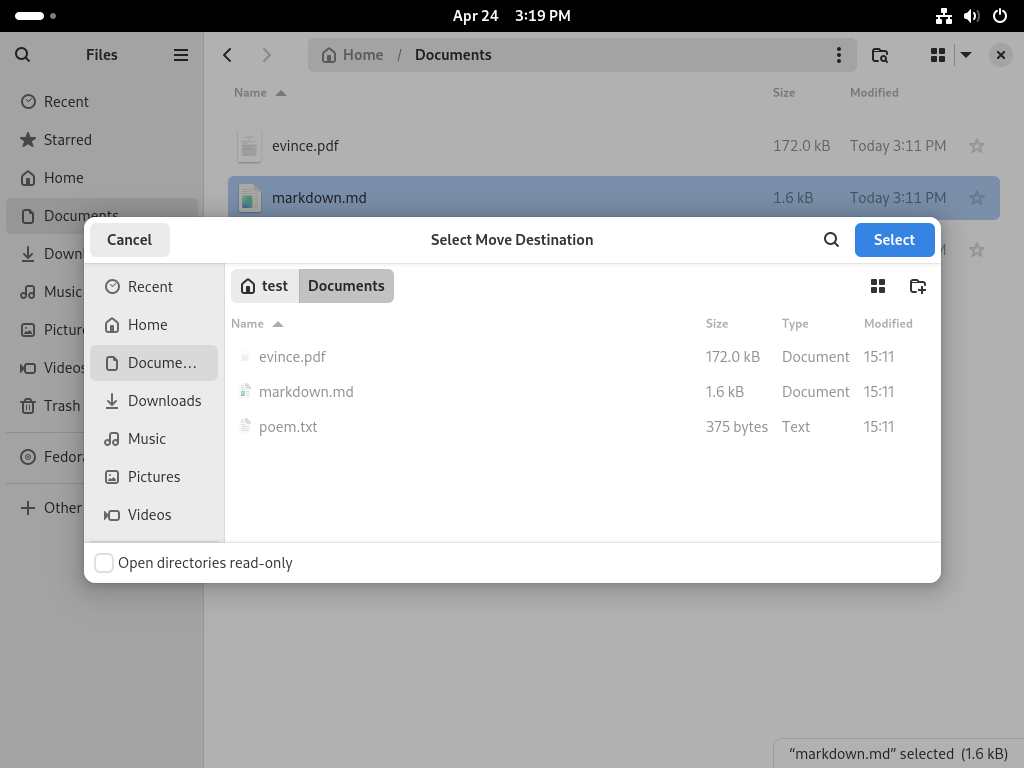 Apr 24 3:19 PM
Files
Home / Documents
Recent
Starred
Home
Documents
Down
Music
Pictur
Videos
Trash
Fedora
Other
Name Size Modified
evince.pdf 172.0 kB Today 3:11 PM
markdown.md 1.6 kB Today 3:11 PM
M
Cancel Select Move Destination Select
Recent
Home
Docume…
Downloads
Music
Pictures
Videos
test Documents
Name Size Type Modified
evince.pdf 172.0 kB Document 15:11
markdown.md 1.6 kB Document 15:11
poem.txt 375 bytes Text 15:11
Open directories read-only
“markdown.md” selected (1.6 kB)